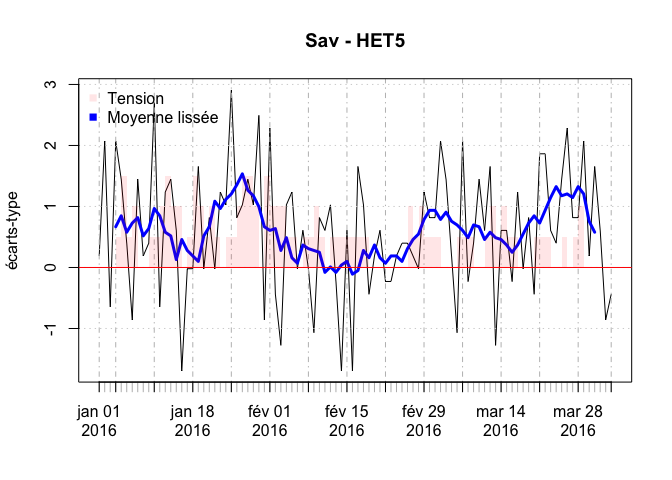 Sav - HET5
Tension
Moyenne lissée
écarts-type
3
2
1
0
-1
jan 01 2016
jan 18 2016
fév 01 2016
fév 15 2016
fév 29 2016
mar 14 2016
mar 28 2016